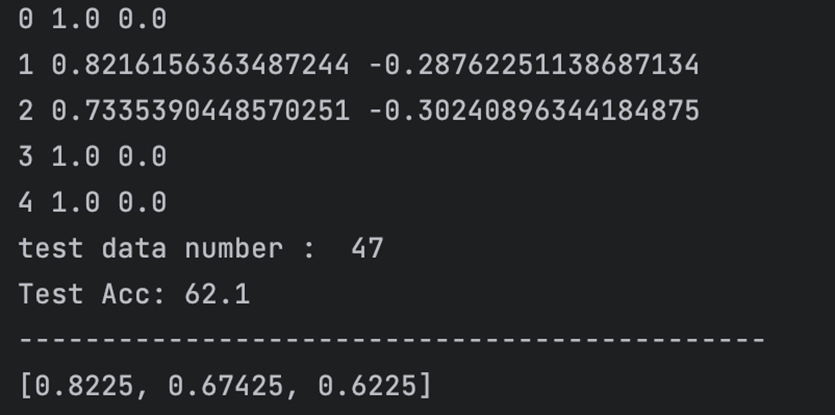 0 1.0 0.0
1 0.8216156363487244 -0.28762251138687134
2 0.7335390448570251 -0.30240896344184875
3 1.0 0.0
4 1.0 0.0
test data number :  47
Test Acc: 62.1
---------------------------------------------
[0.8225, 0.67425, 0.6225]